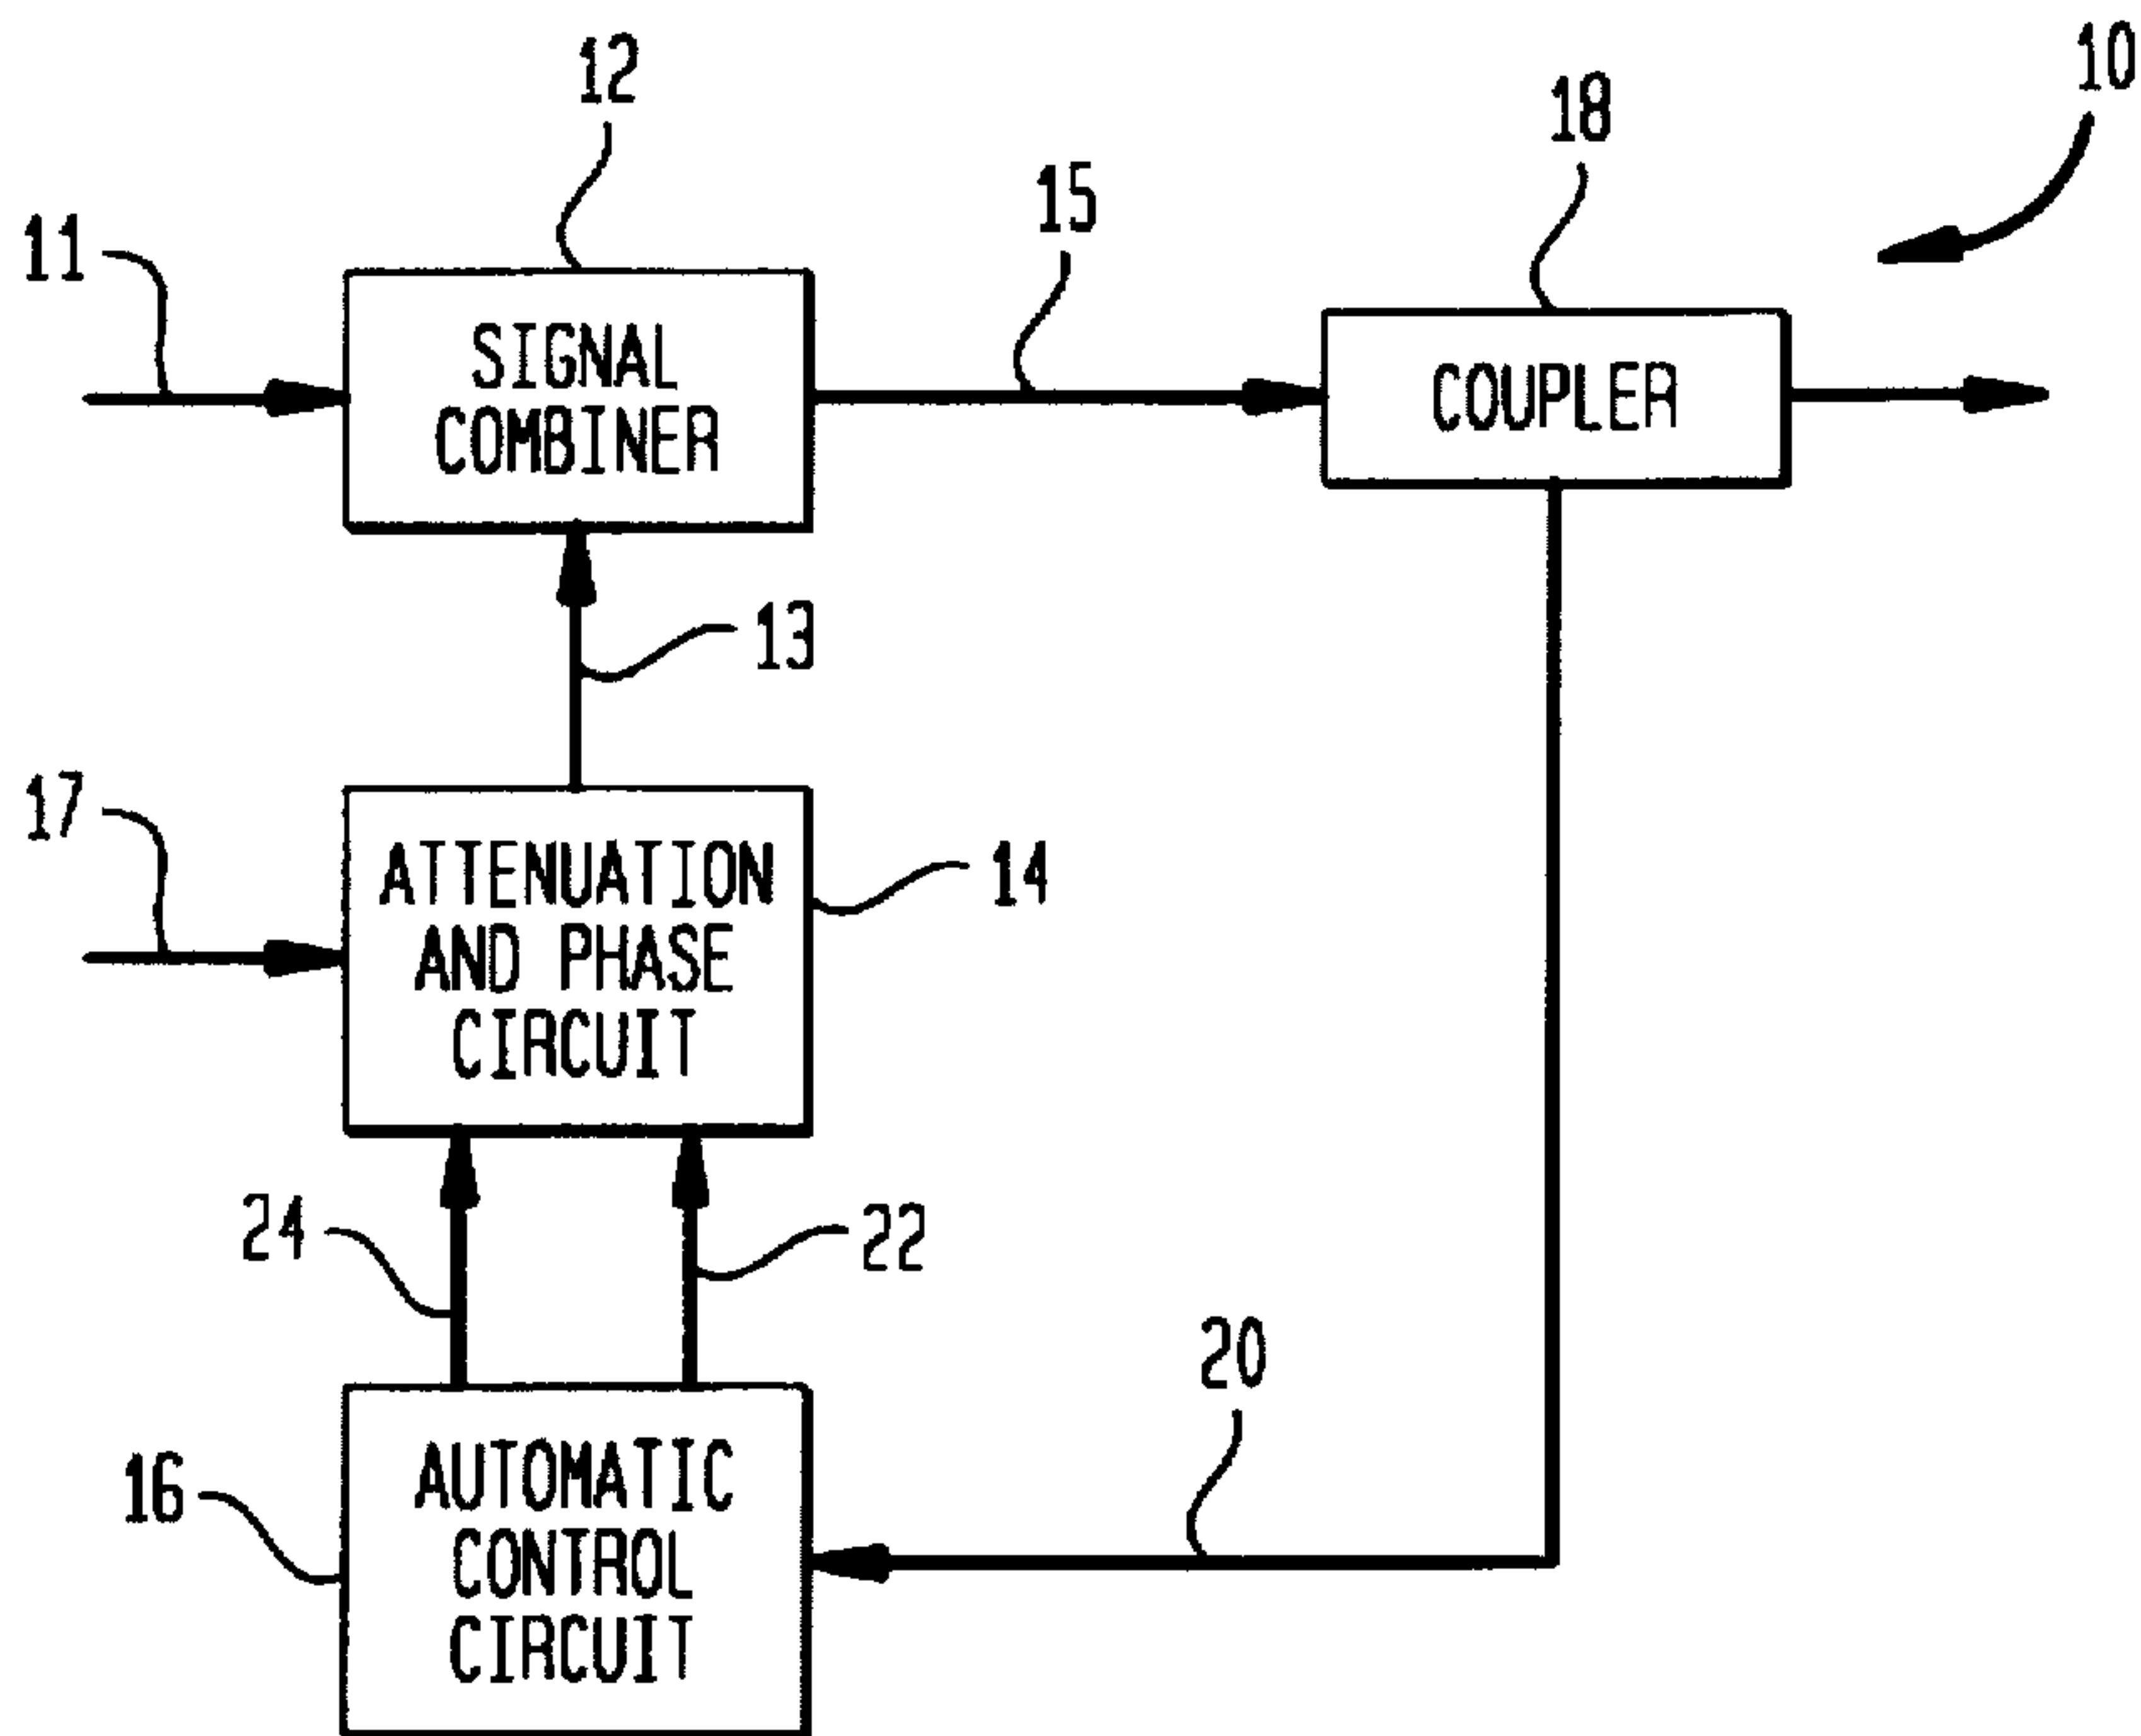 10
12
18
15
11
SIGNAL
COMBINER
COUPLER
13
17
ATTENUATION
AND PHASE
CIRCUIT
14
24
22
20
16
AUTOMATIC
CONTROL
CIRCUIT